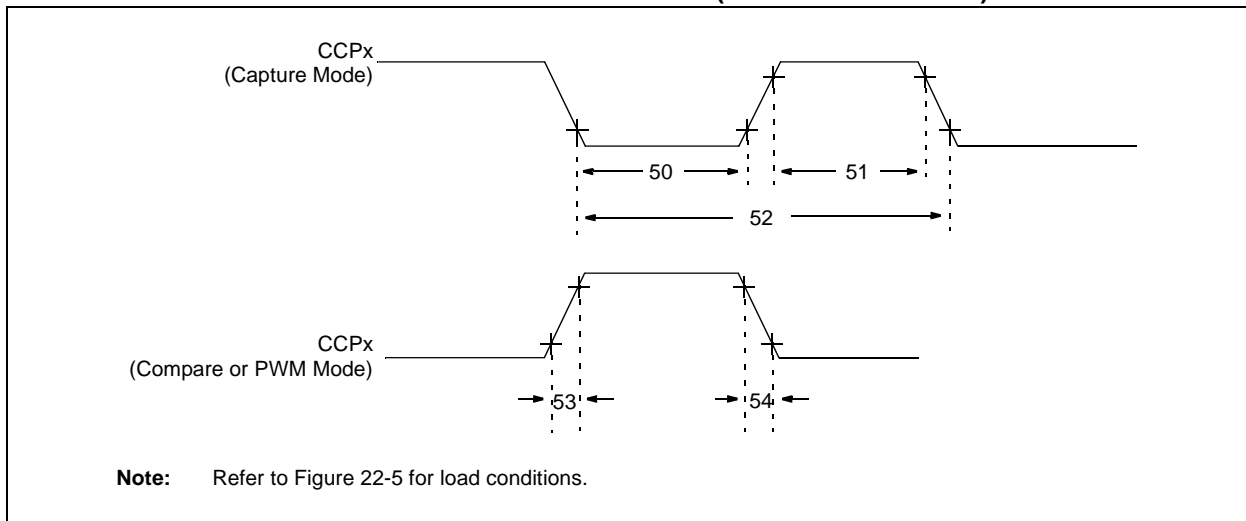 CCPx
(Capture Mode)
50
51
52
CCPx
(Compare or PWM Mode)
53
54
Note: Refer to Figure 22-5 for load conditions.